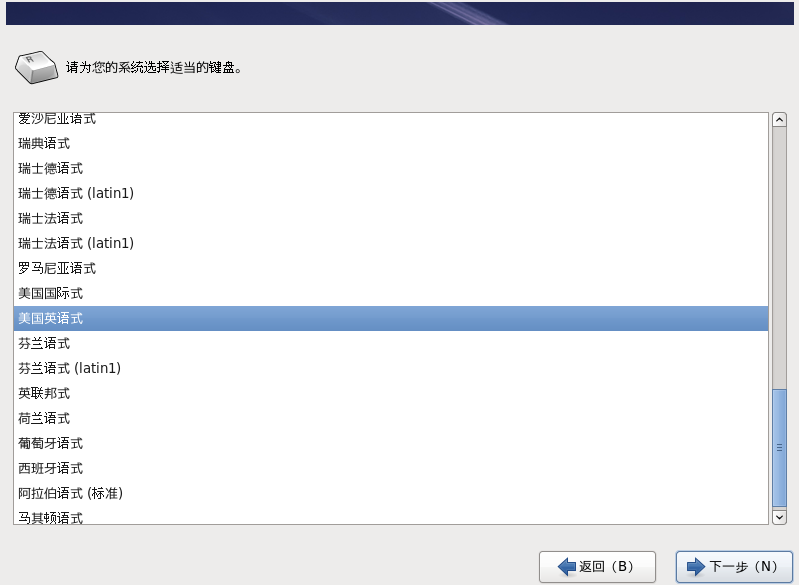 请为您的系统选择适当的键盘。
爱沙尼亚语式
瑞典语式
瑞士德语式
瑞士德语式 (latin1)
瑞士法语式
瑞士法语式 (latin1)
罗马尼亚语式
美国国际式
美国英语式
芬兰语式
芬兰语式 (latin1)
英联邦式
荷兰语式
葡萄牙语式
西班牙语式
阿拉伯语式 (标准)
马其顿语式
返回（B）
下一步（N）